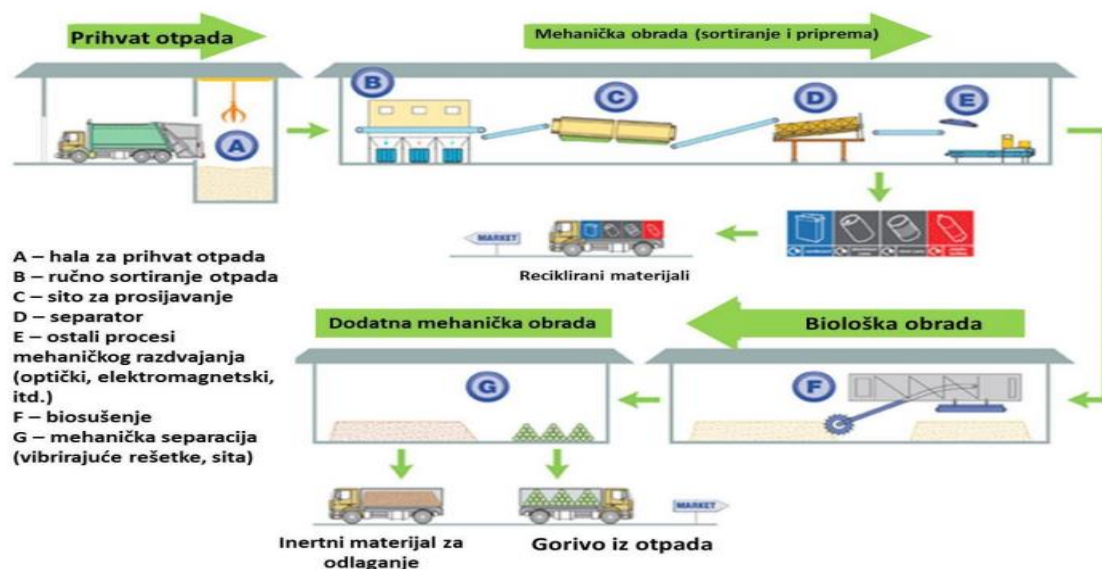 Prihvat otpada
Mehanička obrada (sortiranje i priprema)
A
B
C
D
E
MARKET
Reciklirani materijali
A – hala za prihvat otpada
B – ručno sortiranje otpada
C – sito za prosijavanje
D – separator
E – ostali procesi
mehaničkog razdvajanja
(optički, elektromagnetski,
itd.)
F – biosušenje
G – mehanička separacija
(vibrirajuće rešetke, sita)
Dodatna mehanička obrada
Biološka obrada
G
F
MARKET
Inertni materijal za
odlaganje
Gorivo iz otpada